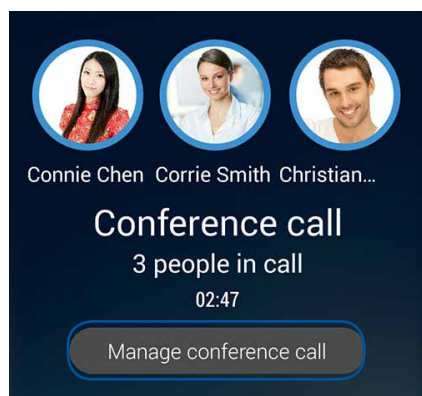 Connie Chen Corrie Smith Christian...
Conference call
3 people in call
02:47
Manage conference call